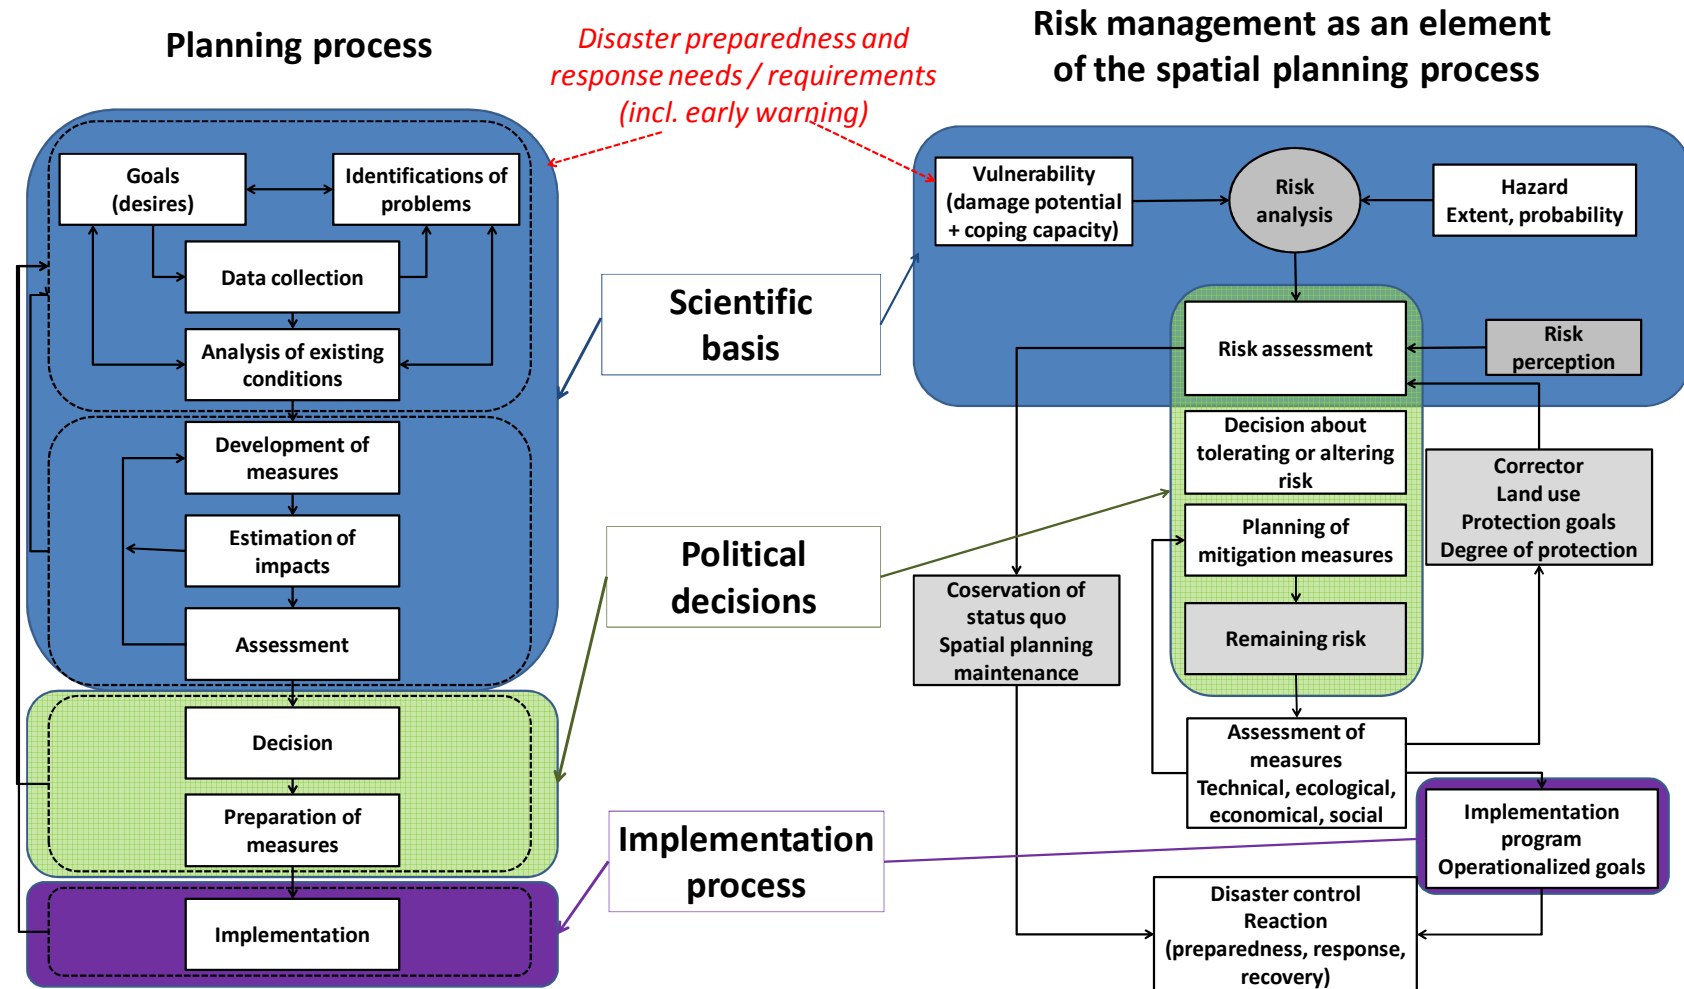 Planning process
Disaster preparedness and
response needs / requirements
(incl. early warning)
Risk management as an element
of the spatial planning process
Goals
(desires)
Identifications of
problems
Data collection
Analysis of existing
conditions
Development of
measures
Estimation of
impacts
Assessment
Decision
Preparation of
measures
Implementation
Scientific
basis
Political
decisions
Implementation
process
Vulnerability
(damage potential
+ coping capacity)
Risk
analysis
Hazard
Extent, probability
Risk assessment
Risk
perception
Decision about
tolerating or altering
risk
Corrector
Land use
Protection goals
Degree of protection
Planning of
mitigation measures
Coservation of
status quo
Spatial planning
maintenance
Remaining risk
Assessment of
measures
Technical, ecological,
economical, social
Implementation
program
Operationalized goals
Disaster control
Reaction
(preparedness, response,
recovery)